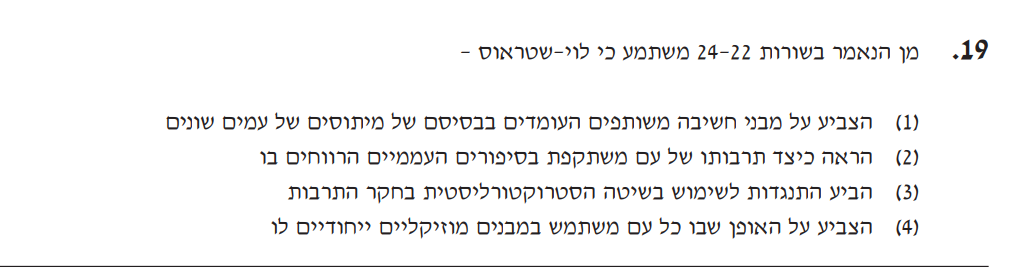 19. מן הנאמר בשורות 24-22 משתמע כי לוי-שטראוס -
(1) הצביע על מבני חשיבה משותפים העומדים בבסיסם של מיתוסים של עמים שונים
(2) הראה כיצד תרבותו של עם משתקפת בסיפורים העממיים הרווחים בו
(3) הביע התנגדות לשימוש בשיטה הסטרוקטורליסטית בחקר התרבות
(4) הצביע על האופן שבו כל עם משתמש במבנים מוזיקליים ייחודיים לו